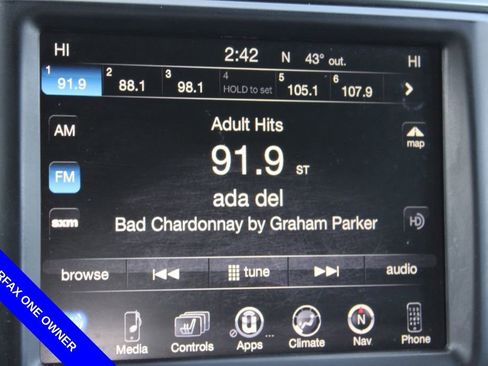 HI 2:42 N 43° out. HI
1 91.9 2 88.1 3 98.1 4 HOLD to set 5 105.1 6 107.9
AM
Adult Hits
map
91.9 ST
FM
ada del
sxm
Bad Chardonnay by Graham Parker
HD
browse tune audio
Media Controls Apps Climate Nav Phone
N
RFAX ONE OWNER